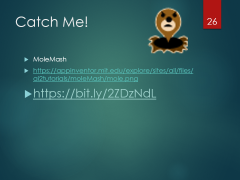 Catch Me!
26
MoleMash
https://appinventor.mit.edu/explore/sites/all/files/
ai2tutorials/moleMash/mole.png
https://bit.ly/2ZDzNdL